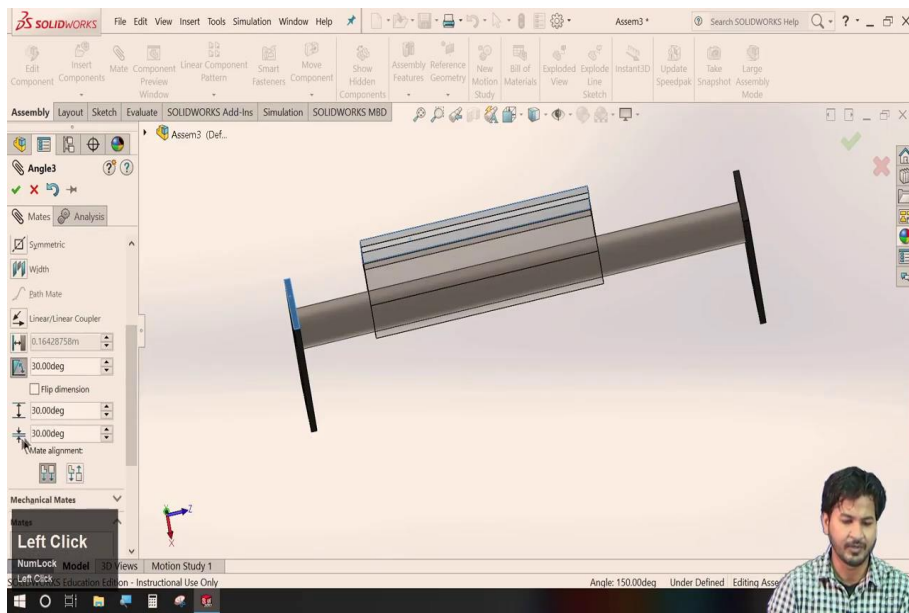 SOLIDWORKS File Edit View Insert Tools Simulation Window Help Assem3 * Search SOLIDWORKS Help
Edit Component
Insert Components
Mate
Component Preview Window
Linear Component Pattern
Smart Fasteners
Move Component
Show Hidden Components
Assembly Features
Reference Geometry
New Motion Study
Bill of Materials
Exploded View
Explode Line Sketch
Instant3D
Update Speedpak
Take Snapshot
Large Assembly Mode
Assembly Layout Sketch Evaluate SOLIDWORKS Add-Ins Simulation SOLIDWORKS MBD
Assem3 (Def...
Angle3
Mates Analysis
Symmetric
Width
Path Mate
Linear/Linear Coupler
0.16428758m
30.00deg
Flip dimension
30.00deg
30.00deg
Mate alignment:
Mechanical Mates
Mates
Left Click
NumLock
Left Click
Z
X
Model 3D Views Motion Study 1
SOLIDWORKS Education Edition - Instructional Use Only Angle: 150.00deg Under Defined Editing Asse